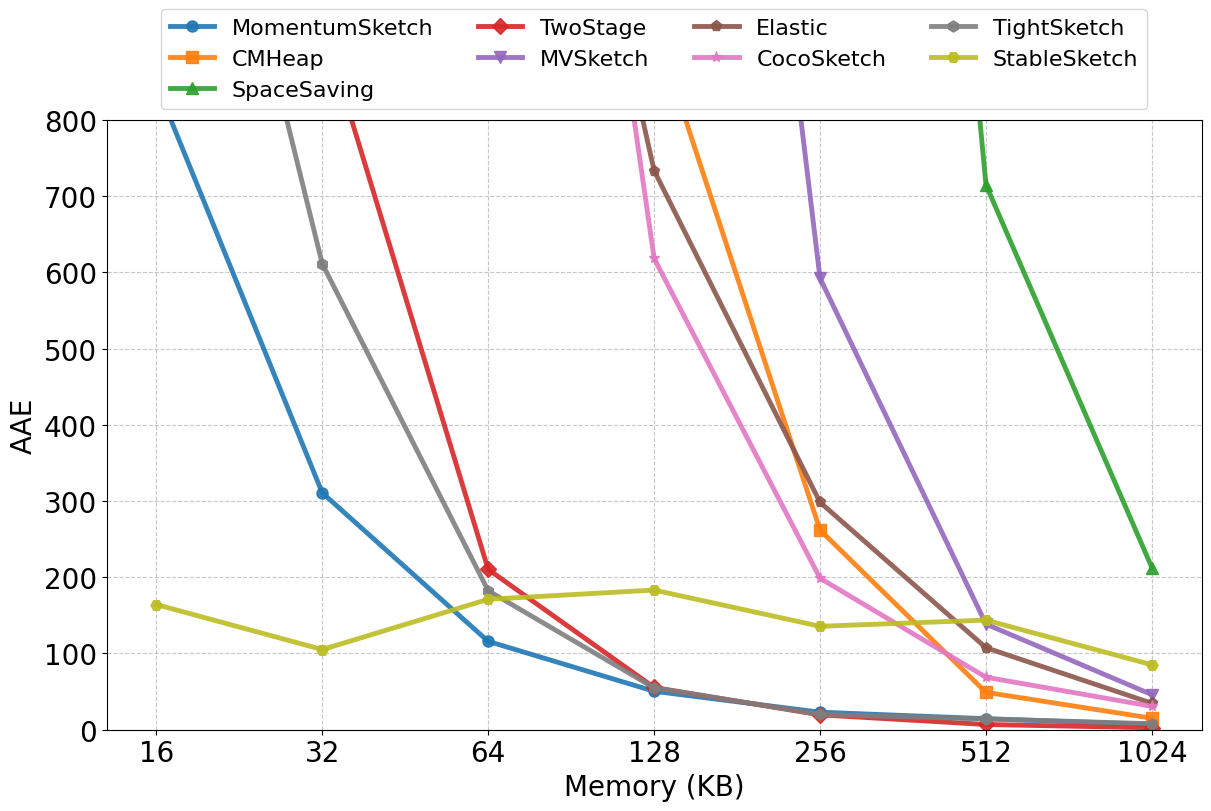 MomentumSketch TwoStage Elastic TightSketch
CMHeap MVSketch CocoSketch StableSketch
SpaceSaving
800
700
600
500
400
300
200
100
0
AAE
16 32 64 128 256 512 1024
Memory (KB)